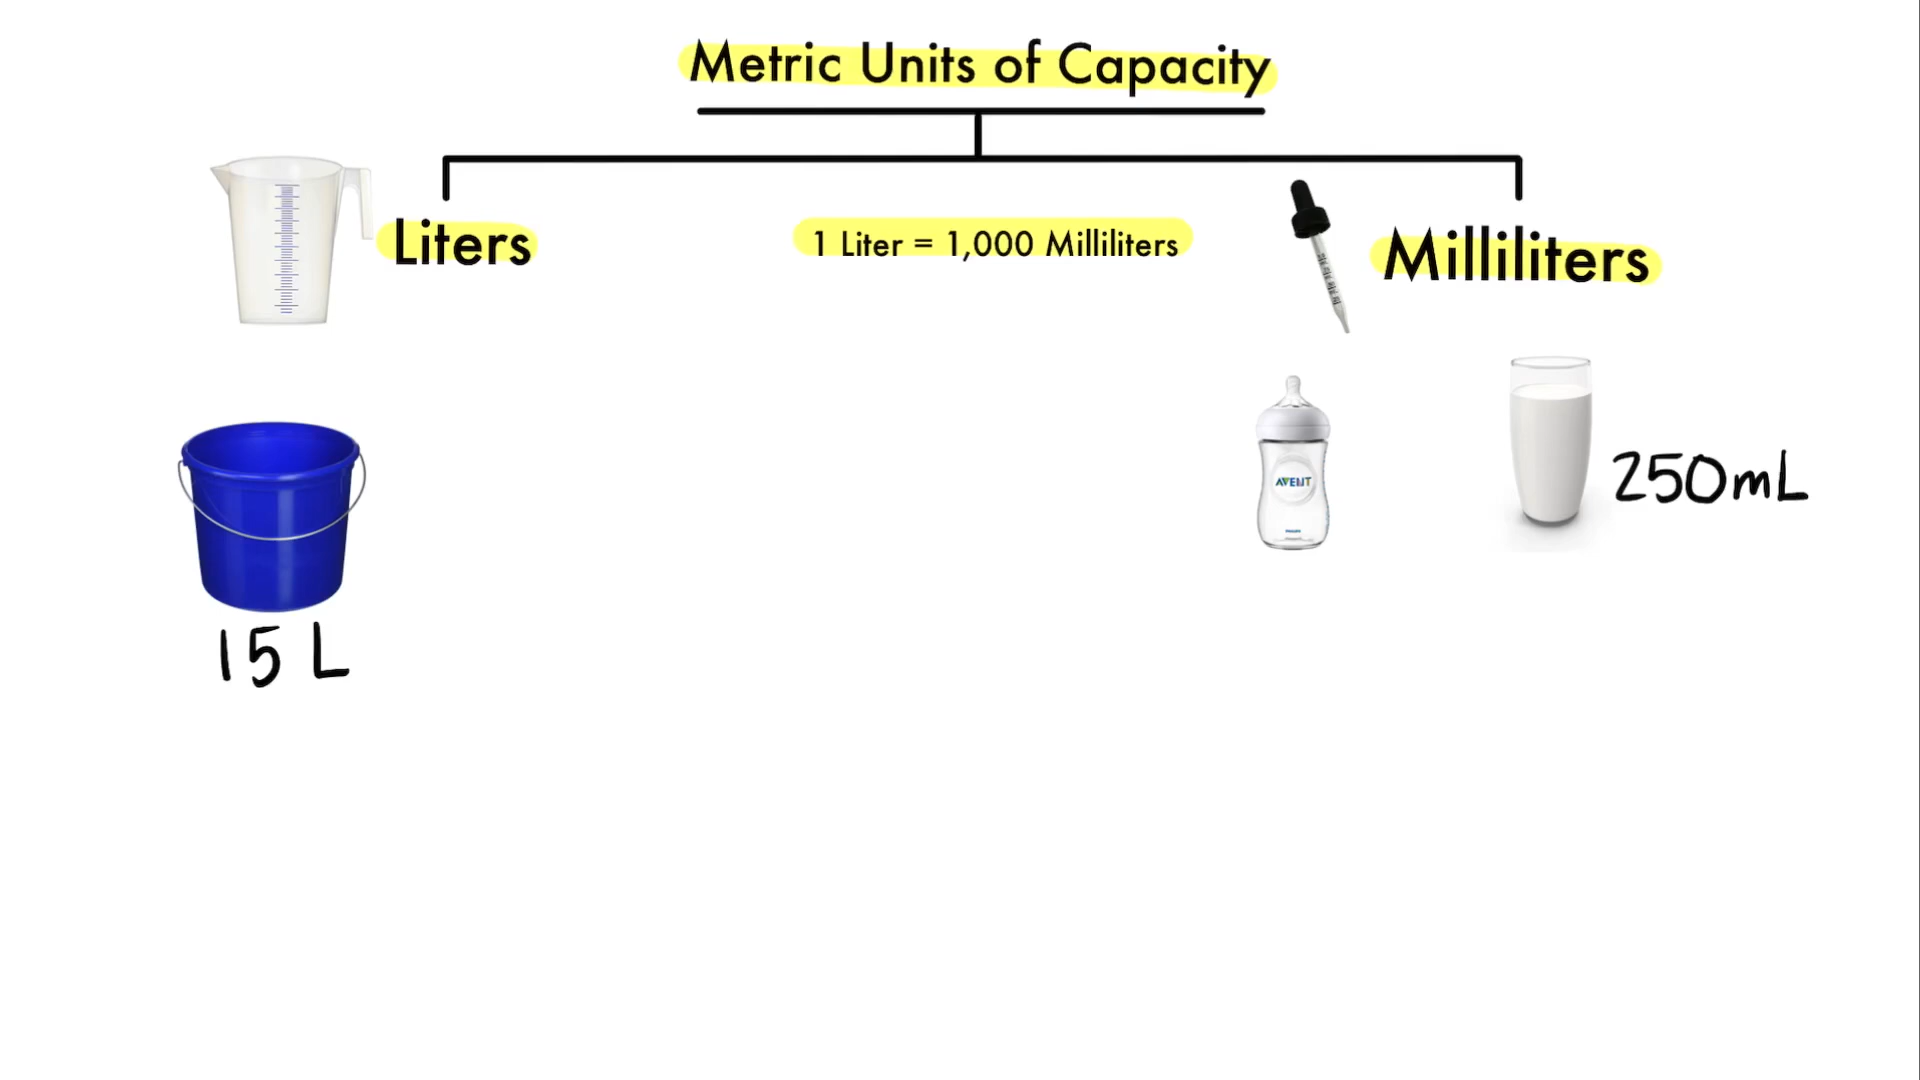 Metric Units of Capacity
Liters
1 Liter = 1,000 Milliliters
Milliliters
AVENT
250mL
15 L